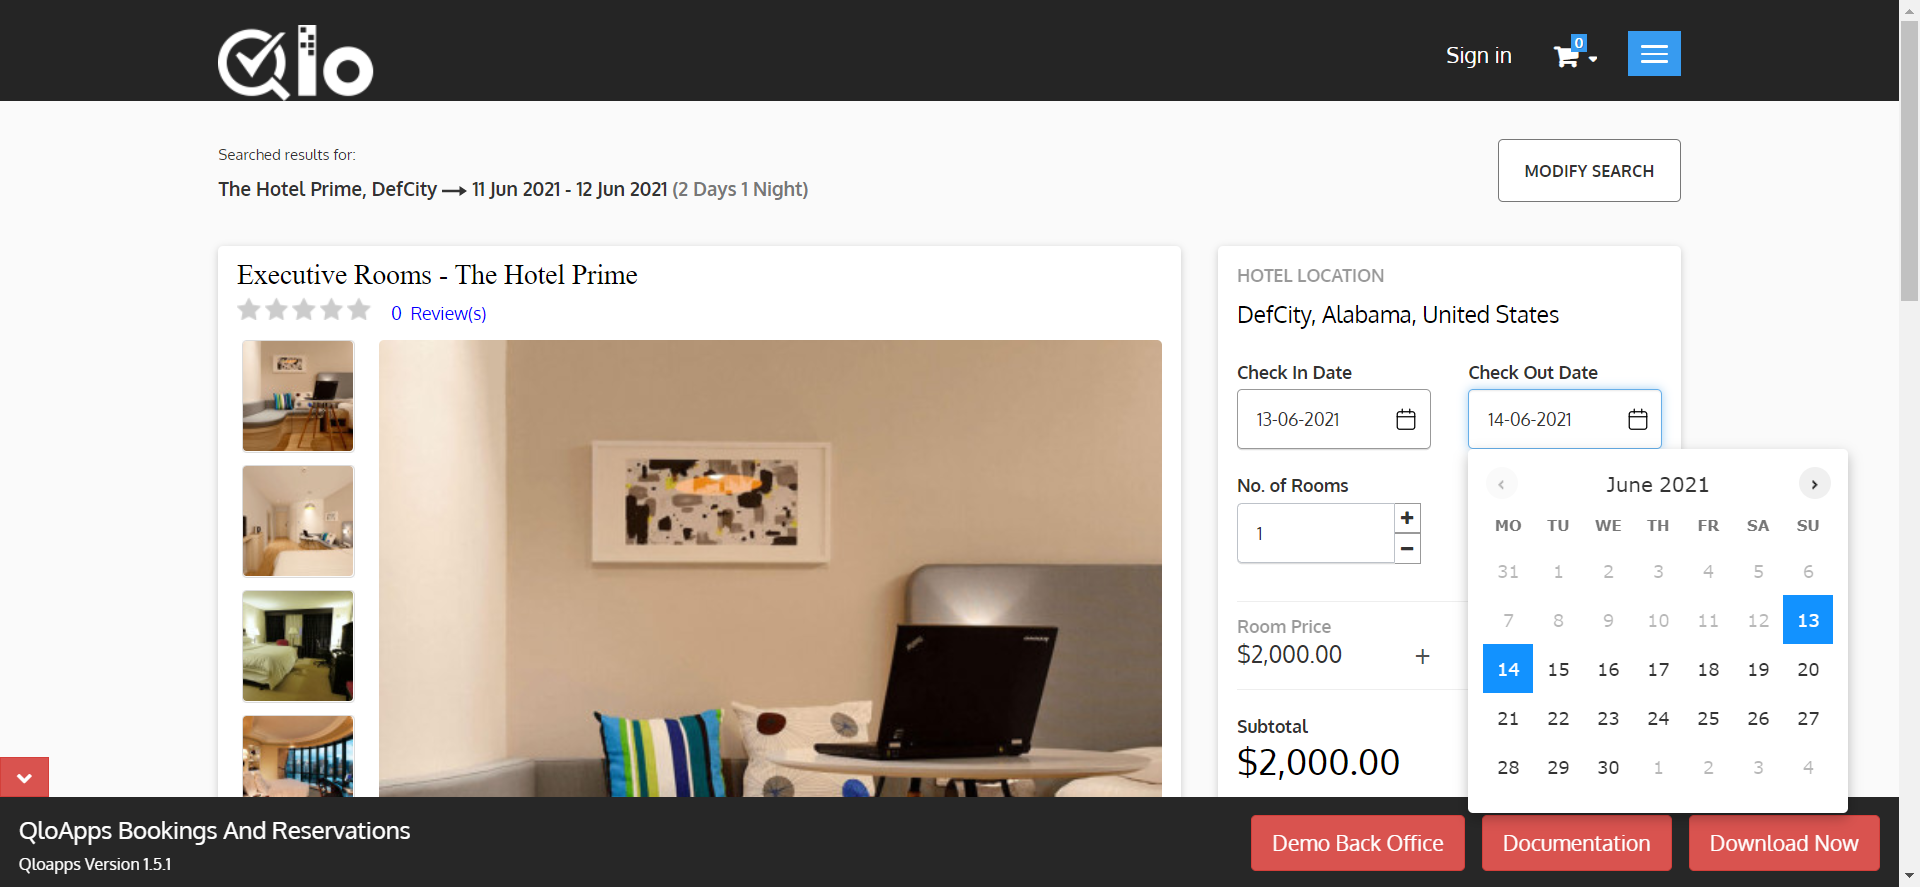 Qlo
Sign in
0
Searched results for:
The Hotel Prime, DefCity → 11 Jun 2021 - 12 Jun 2021 (2 Days 1 Night)
MODIFY SEARCH
Executive Rooms - The Hotel Prime
0 Review(s)
HOTEL LOCATION
DefCity, Alabama, United States
Check In Date
Check Out Date
13-06-2021
14-06-2021
No. of Rooms
1
+
−
Room Price
$2,000.00 +
Subtotal
$2,000.00
‹ June 2021 ›
MO TU WE TH FR SA SU
31 1 2 3 4 5 6
7 8 9 10 11 12 13
14 15 16 17 18 19 20
21 22 23 24 25 26 27
28 29 30 1 2 3 4
QloApps Bookings And Reservations
Qloapps Version 1.5.1
Demo Back Office
Documentation
Download Now